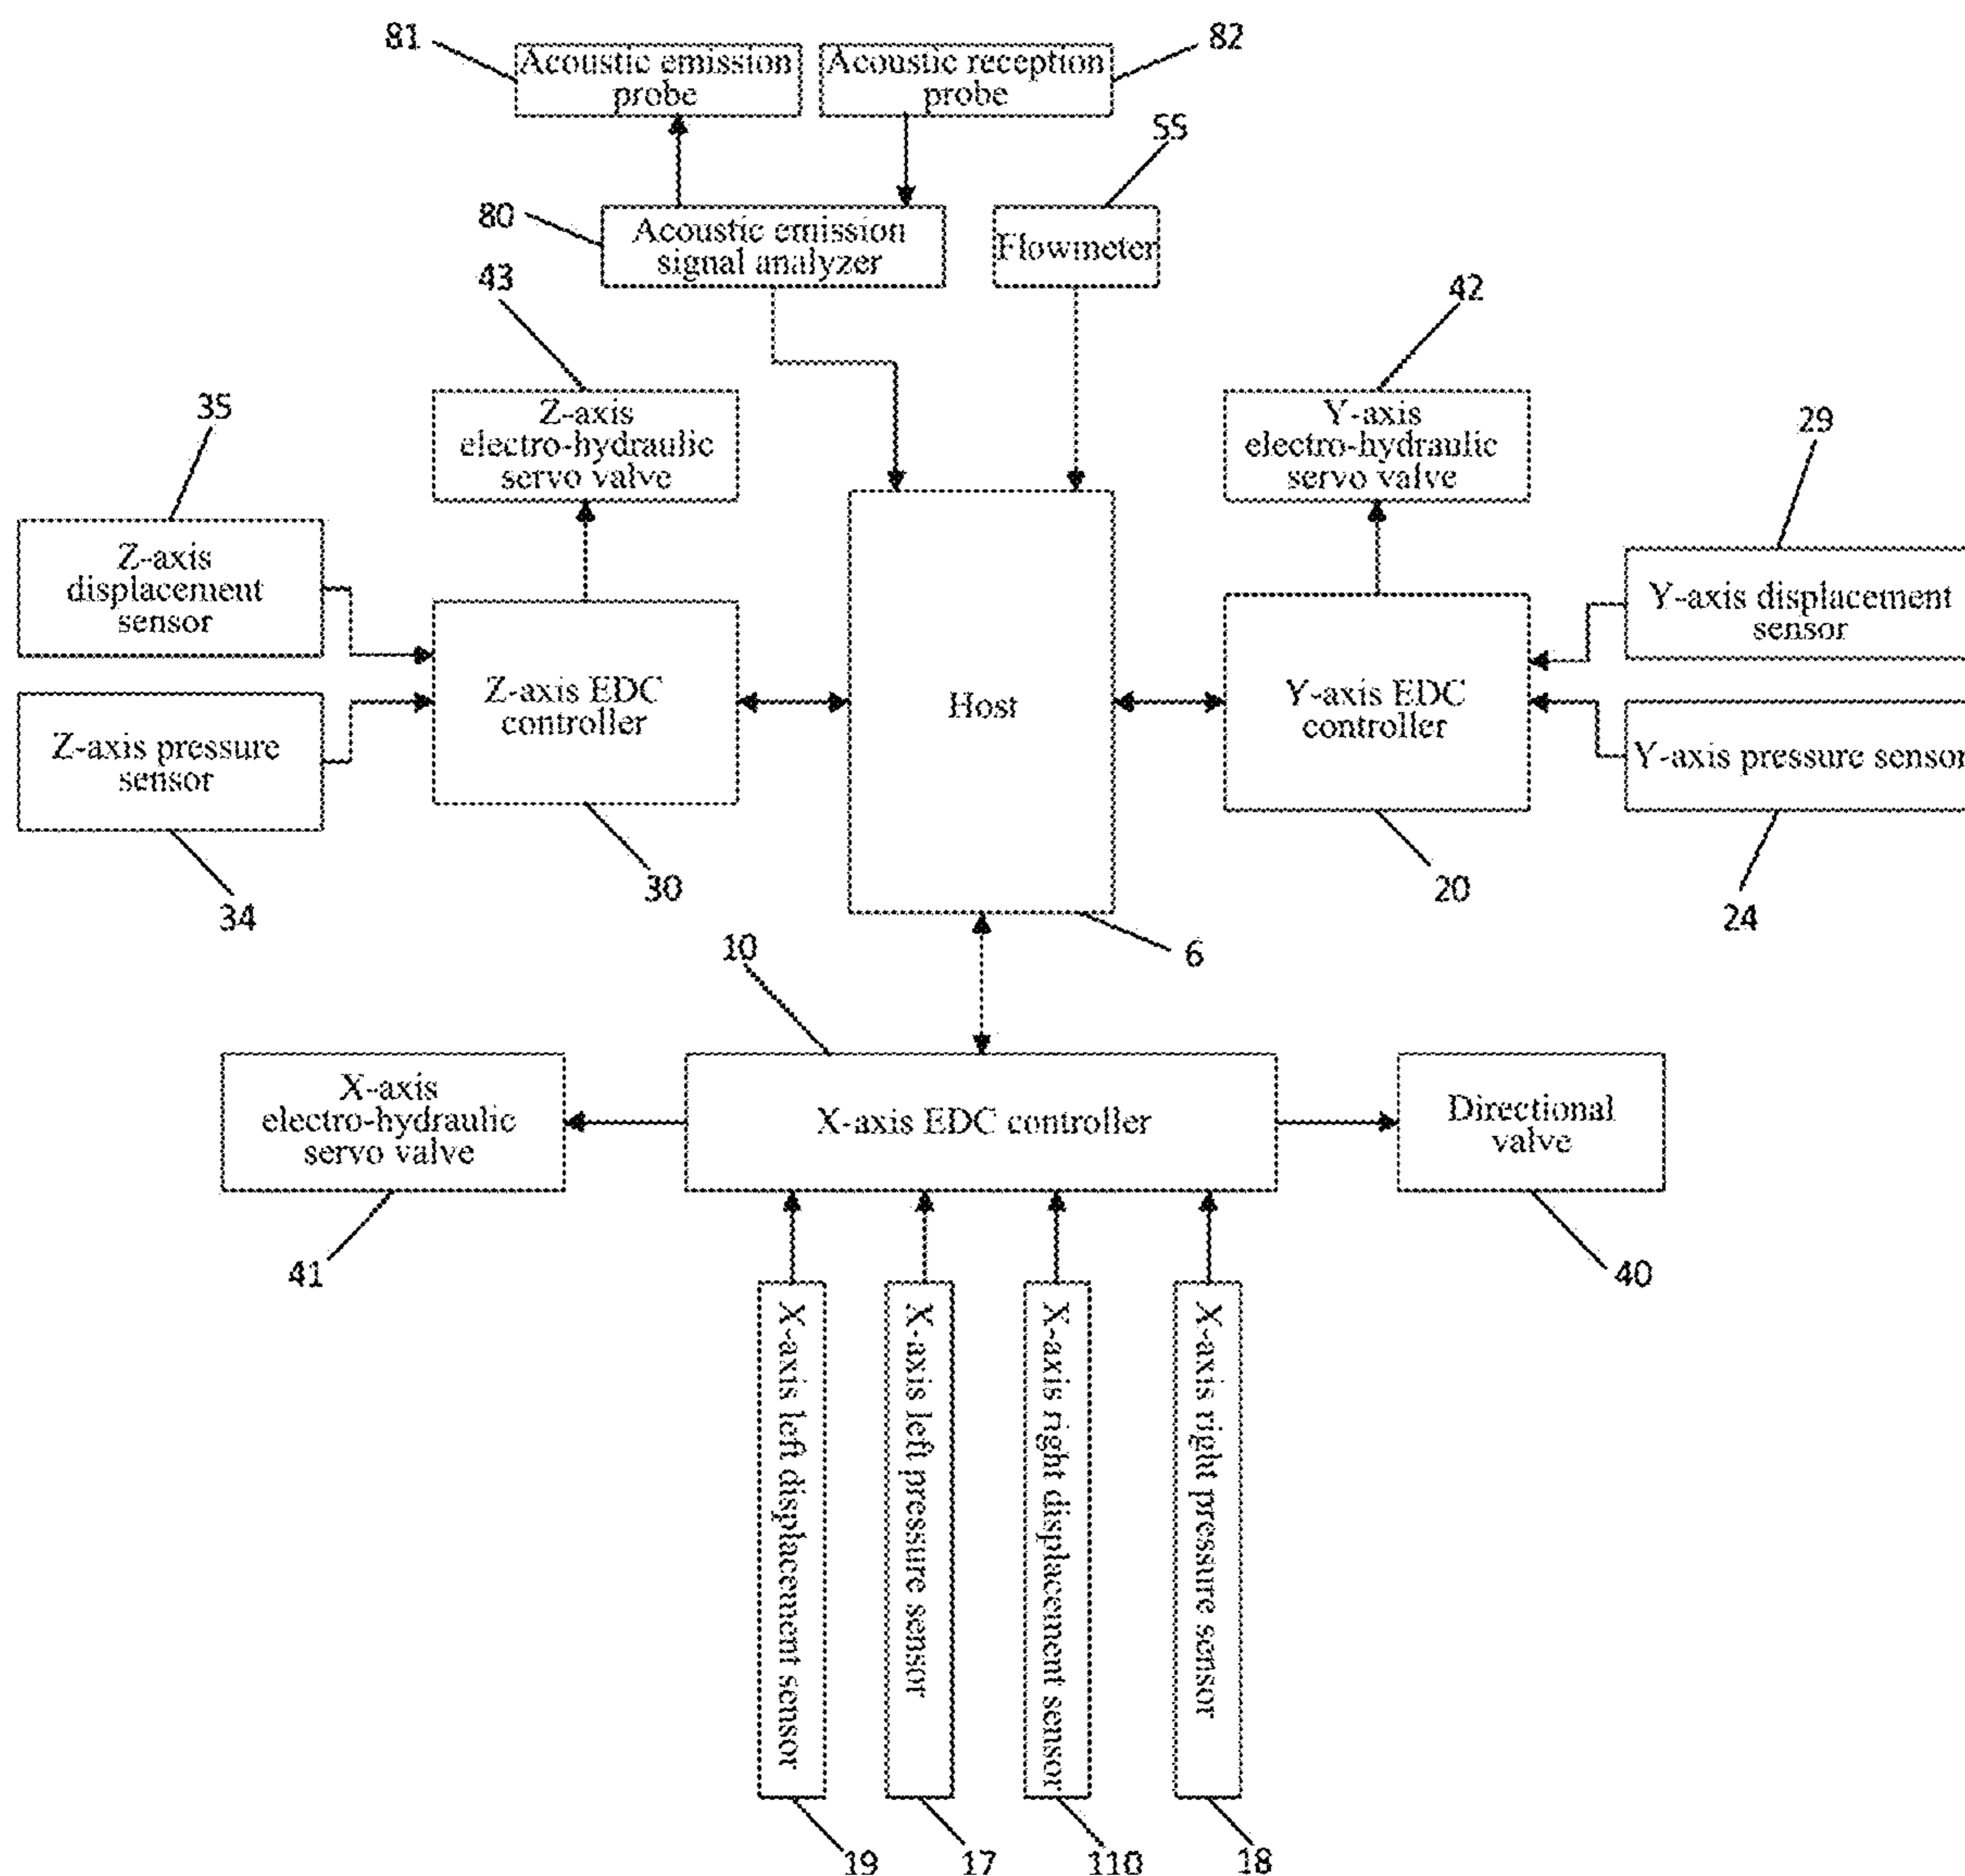 81
Acoustic emission
probe
Acoustic reception
probe
82
55
80
Acoustic emission
signal analyzer
Flowmeter
43
42
35
Z-axis
electro-hydraulic
servo valve
Y-axis
electro-hydraulic
servo valve
29
Z-axis
displacement
sensor
Y-axis displacement
sensor
Z-axis EDC
controller
Host
Y-axis EDC
controller
Z-axis pressure
sensor
Y-axis pressure sensor
34
30
6
20
24
10
X-axis
electro-hydraulic
servo valve
X-axis EDC controller
Directional
valve
41
40
X-axis left displacement sensor
X-axis left pressure sensor
X-axis right displacement sensor
X-axis right pressure sensor
19
17
110
18